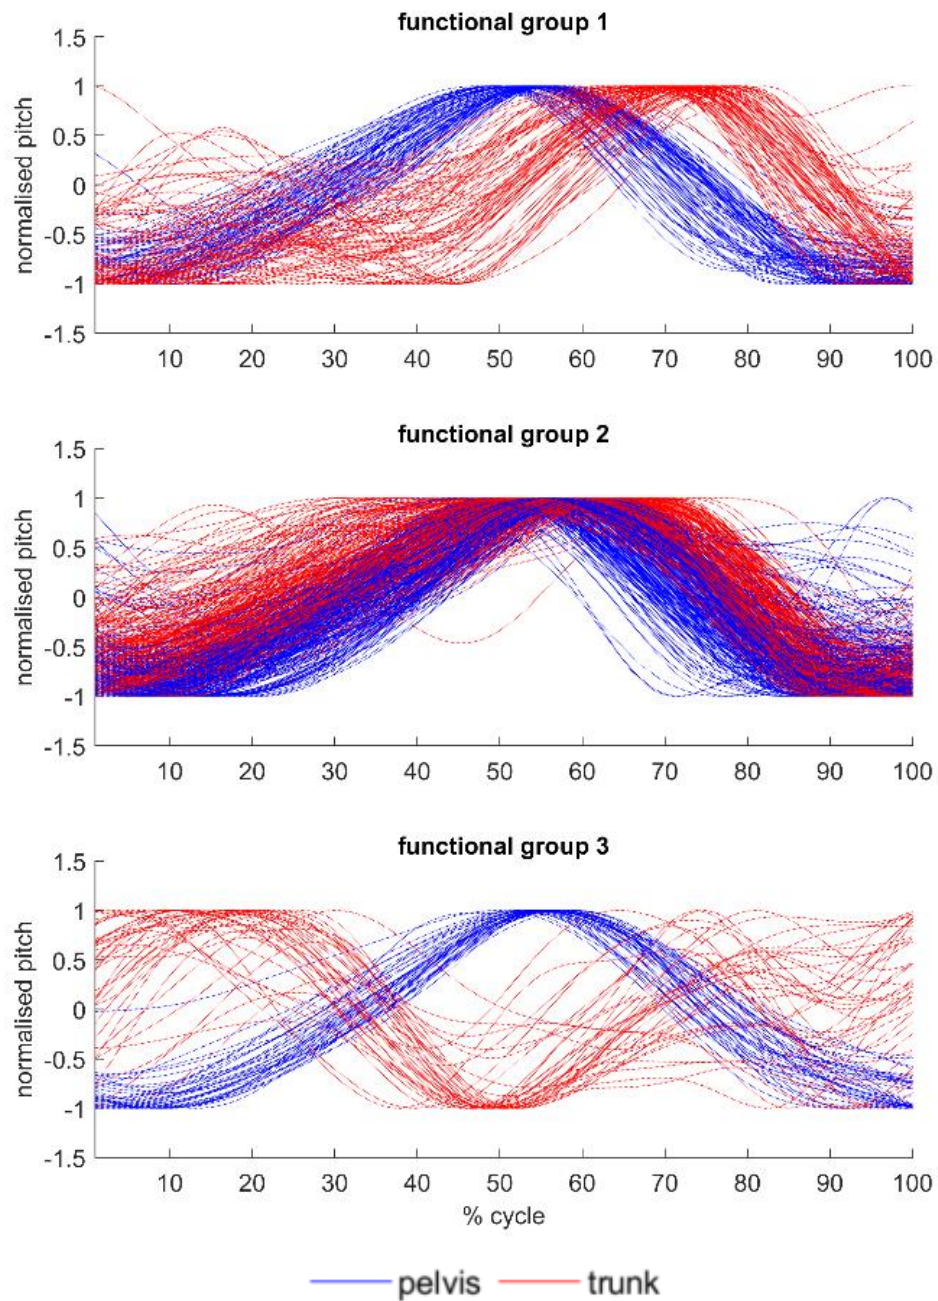 functional group 1
1.5
1
0.5
0
-0.5
-1
-1.5
normalised pitch
10 20 30 40 50 60 70 80 90 100
functional group 2
1.5
1
0.5
0
-0.5
-1
-1.5
normalised pitch
10 20 30 40 50 60 70 80 90 100
functional group 3
1.5
1
0.5
0
-0.5
-1
-1.5
normalised pitch
10 20 30 40 50 60 70 80 90 100
% cycle
pelvis trunk